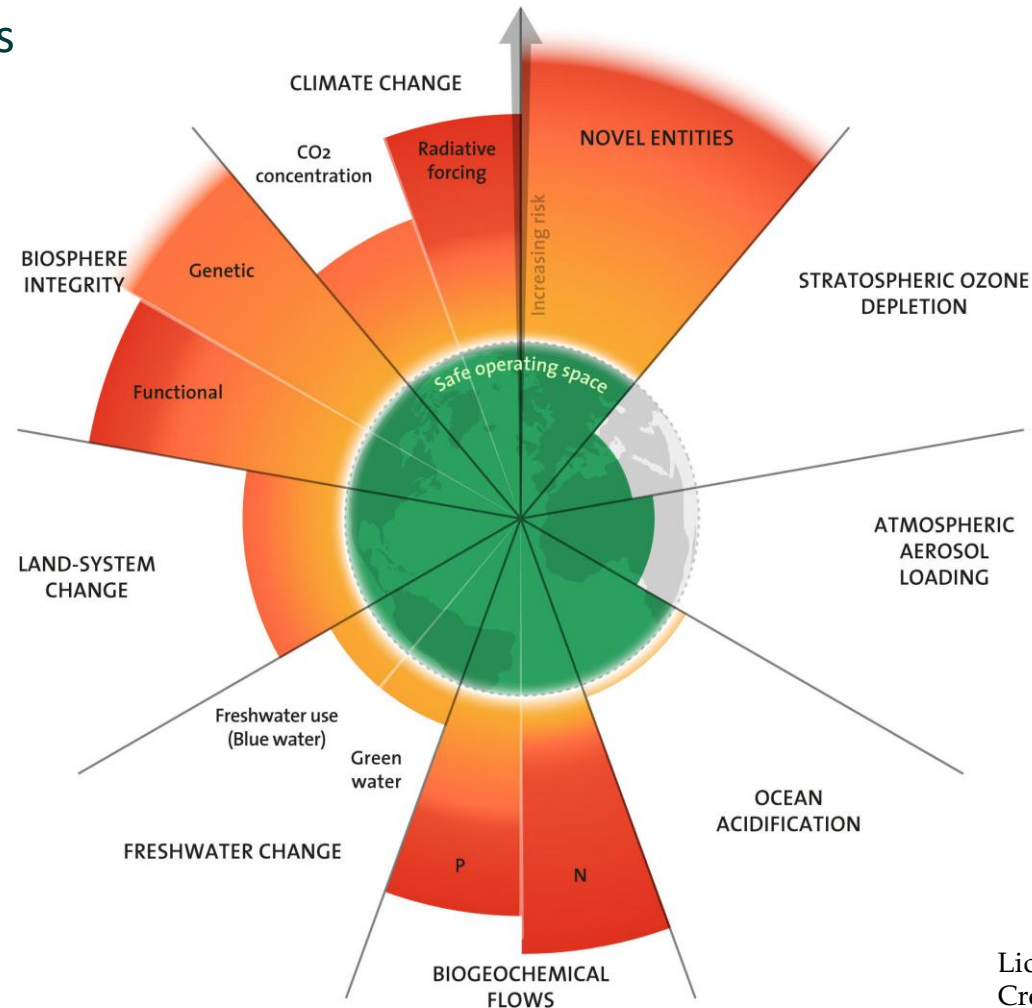 s
CLIMATE CHANGE
CO2
concentration
Radiative
forcing
NOVEL ENTITIES
Increasing risk
BIOSPHERE
INTEGRITY
Genetic
Functional
STRATOSPHERIC OZONE
DEPLETION
Safe operating space
ATMOSPHERIC
AEROSOL
LOADING
LAND-SYSTEM
CHANGE
Freshwater use
(Blue water)
Green
water
FRESHWATER CHANGE
OCEAN
ACIDIFICATION
P
N
BIOGEOCHEMICAL
FLOWS
Lic
Cre